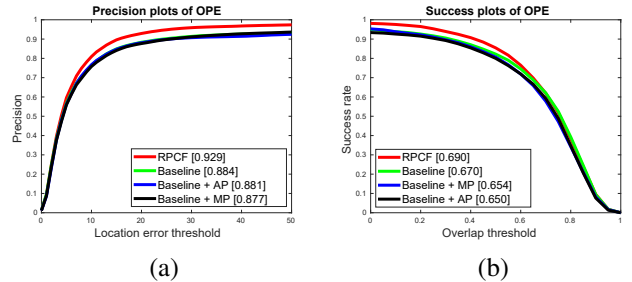 Precision plots of OPE
1
0.9
0.8
0.7
0.6
0.5
0.4
0.3
0.2
0.1
0
Precision
RPCF [0.929]
Baseline [0.884]
Baseline + AP [0.881]
Baseline + MP [0.877]
0 10 20 30 40 50
Location error threshold
(a)
Success plots of OPE
1
0.9
0.8
0.7
0.6
0.5
0.4
0.3
0.2
0.1
0
Success rate
RPCF [0.690]
Baseline [0.670]
Baseline + MP [0.654]
Baseline + AP [0.650]
0 0.2 0.4 0.6 0.8 1
Overlap threshold
(b)